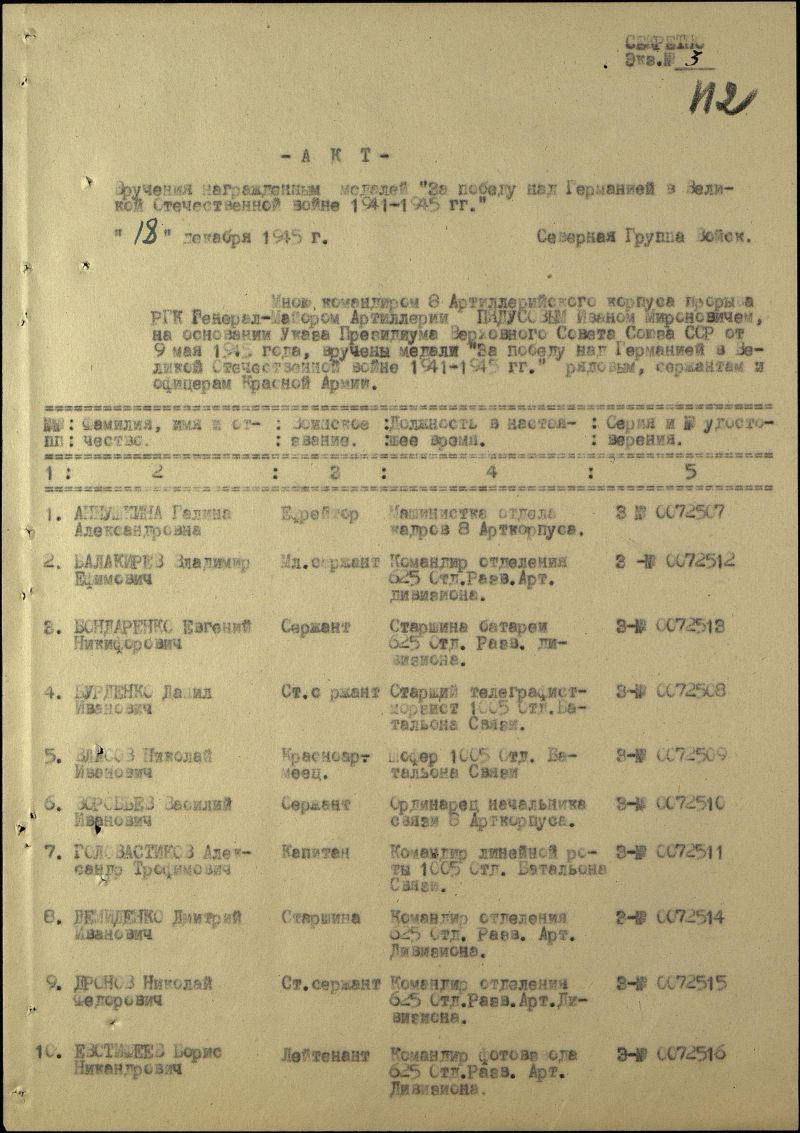 СЕКРЕТНО
Экз.№ 3
112
- А К Т -
Вручения награжденным медалей "За победу над Германией в Вели-
кой Отечественной войне 1941-1945 гг."
" 18 " декабря 1945 г. Северная Группа Войск.
Мною, командиром 8 Артиллерийского корпуса прорыва
РГК Генерал-Майором Артиллерии Иваном Мироновичем,
на основании Указа Президиума Верховного Совета Союза ССР от
9 мая 1945 года, вручены медали "За победу над Германией в Ве-
ликой Отечественной войне 1941-1945 гг." рядовым, сержантам и
офицерам Красной Армии.
№№ : Фамилия, имя и от- : Воинское :Должность в настоя- : Серия и № удосто-
пп : чество. : звание. :щее время. : верения.
1 : 2 : 3 : 4 : 5
1. АННУШКИНА Галина Ефрейтор Машинистка отдела З № 0072507
Александровна кадров 8 Арткорпуса.
2. БАЛАКИРЕВ Владимир Мл.сержант Командир отделения З -№ 0072512
Ефимович 625 Отд.Разв.Арт.
дивизиона.
3. БОНДАРЕНКО Евгений Сержант Старшина батареи З-№ 0072513
Никифорович 625 Отд. Разв. ди-
визиона.
4. БУРДЕНКО Данил Ст.с ржант Старший телеграфист- З-№ 0072508
Иванович морзист 1005 Отд.Ба-
тальона Связи.
5. ВЛАСОВ Николай Красноарт Шофер 1005 Отд. Ба- З-№ 0072509
Иванович меец. тальона Связи
6. ВОРОБЬЕВ Василий Сержант Ординарец начальника З-№ 0072510
Иванович связи 8 Арткорпуса.
7. ГОЛОВАСТИКОВ Алек- Капитан Командир линейной ро- З-№ 0072511
сандр Трофимович ты 1005 Отд. Батальона
Связи.
8. ДЕМИДЕНКО Дмитрий Старшина Командир отделения З-№ 0072514
Иванович 625 Отд. Разв. Арт.
Дивизиона.
9. ДРОНОВ Николай Ст.сержант Командир отделения З-№ 0072515
Федорович 625 Отд.Разв.Арт.Ди-
визиона.
10. ЕВСТИФЕЕВ Борис Лейтенант Командир фотовз ода З-№ 0072516
Никандрович 625 Отд.Разв. Арт.
Дивизиона.